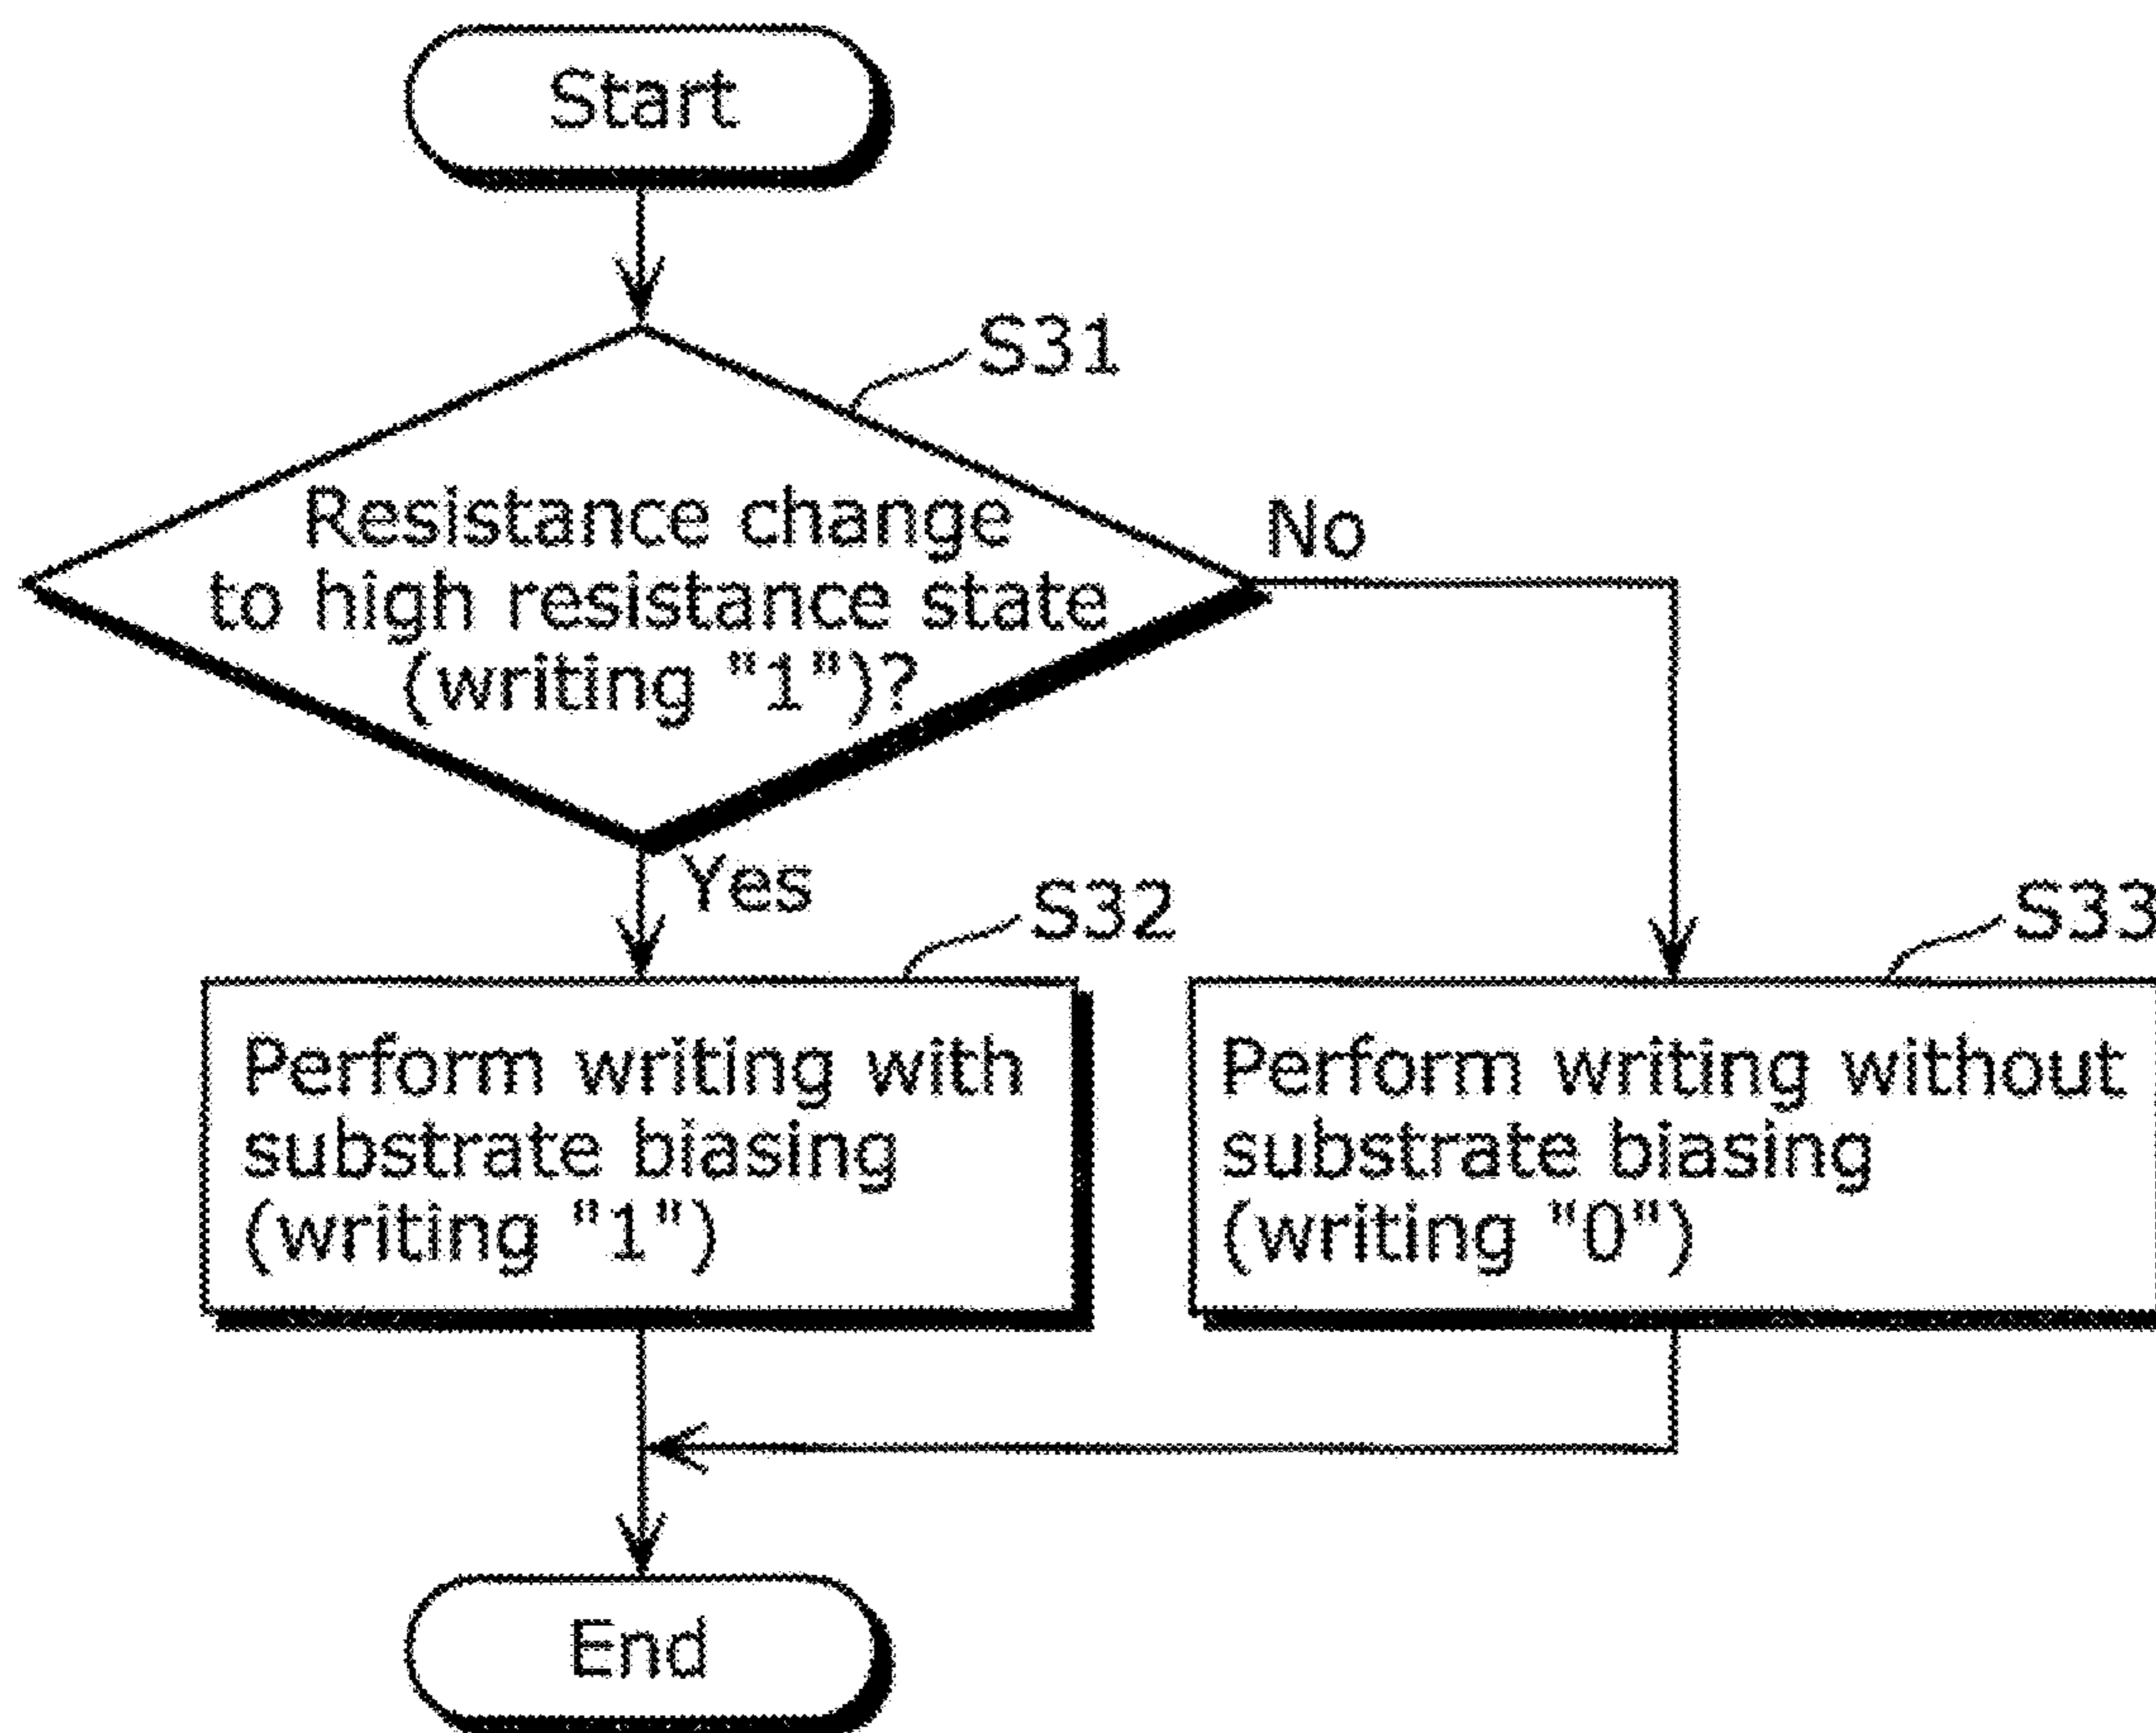 Start
S31
Resistance change
to high resistance state
(writing "1")?
No
Yes
S32
S33
Perform writing with
substrate biasing
(writing "1")
Perform writing without
substrate biasing
(writing "0")
End